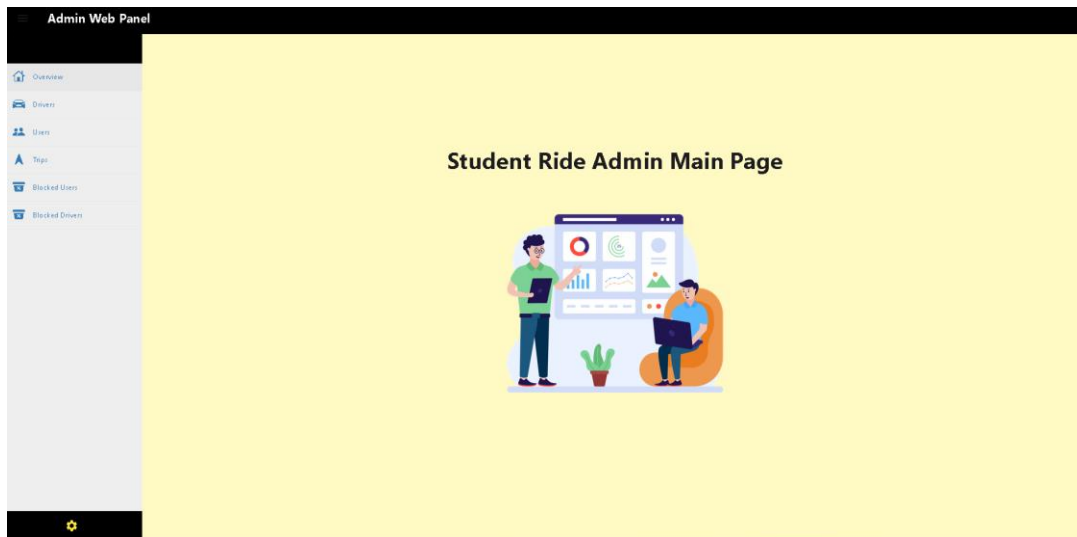 Admin Web Panel
Overview
Drivers
Users
Trips
Blocked Users
Blocked Drivers
Student Ride Admin Main Page